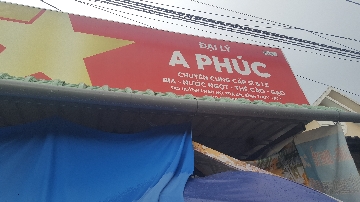 ĐẠI LÝ
A PHÚC
CHUYÊN CUNG CẤP SỈ & LẺ
BIA - NƯỚC NGỌT - THẺ CÀO - GẠO